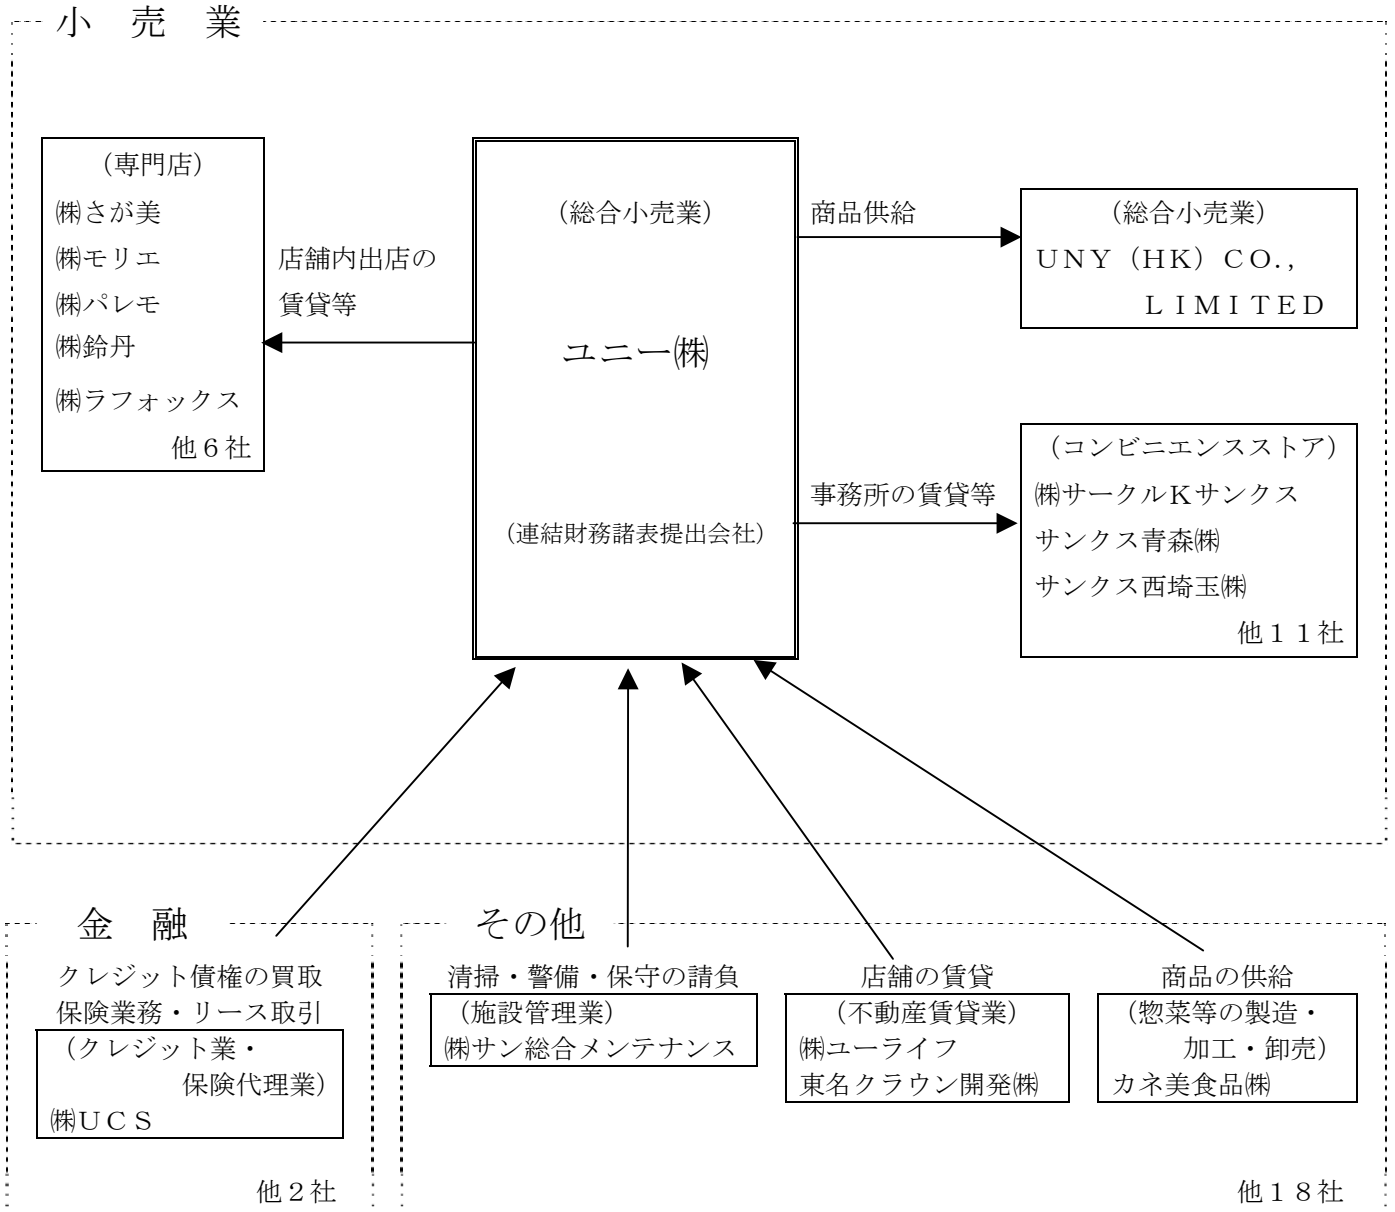 小　売　業
（専門店）
㈱さが美
㈱モリエ
㈱パレモ
㈱鈴丹
㈱ラフォックス
他６社
店舗内出店の
賃貸等
（総合小売業）
ユニー㈱
（連結財務諸表提出会社）
商品供給
（総合小売業）
ＵＮＹ（ＨＫ）ＣＯ．，
ＬＩＭＩＴＥＤ
事務所の賃貸等
（コンビニエンスストア）
㈱サークルＫサンクス
サンクス青森㈱
サンクス西埼玉㈱
他１１社
金　融
クレジット債権の買取
保険業務・リース取引
（クレジット業・
保険代理業）
㈱ＵＣＳ
他２社
その他
清掃・警備・保守の請負
（施設管理業）
㈱サン総合メンテナンス
店舗の賃貸
（不動産賃貸業）
㈱ユーライフ
東名クラウン開発㈱
商品の供給
（惣菜等の製造・
加工・卸売）
カネ美食品㈱
他１８社